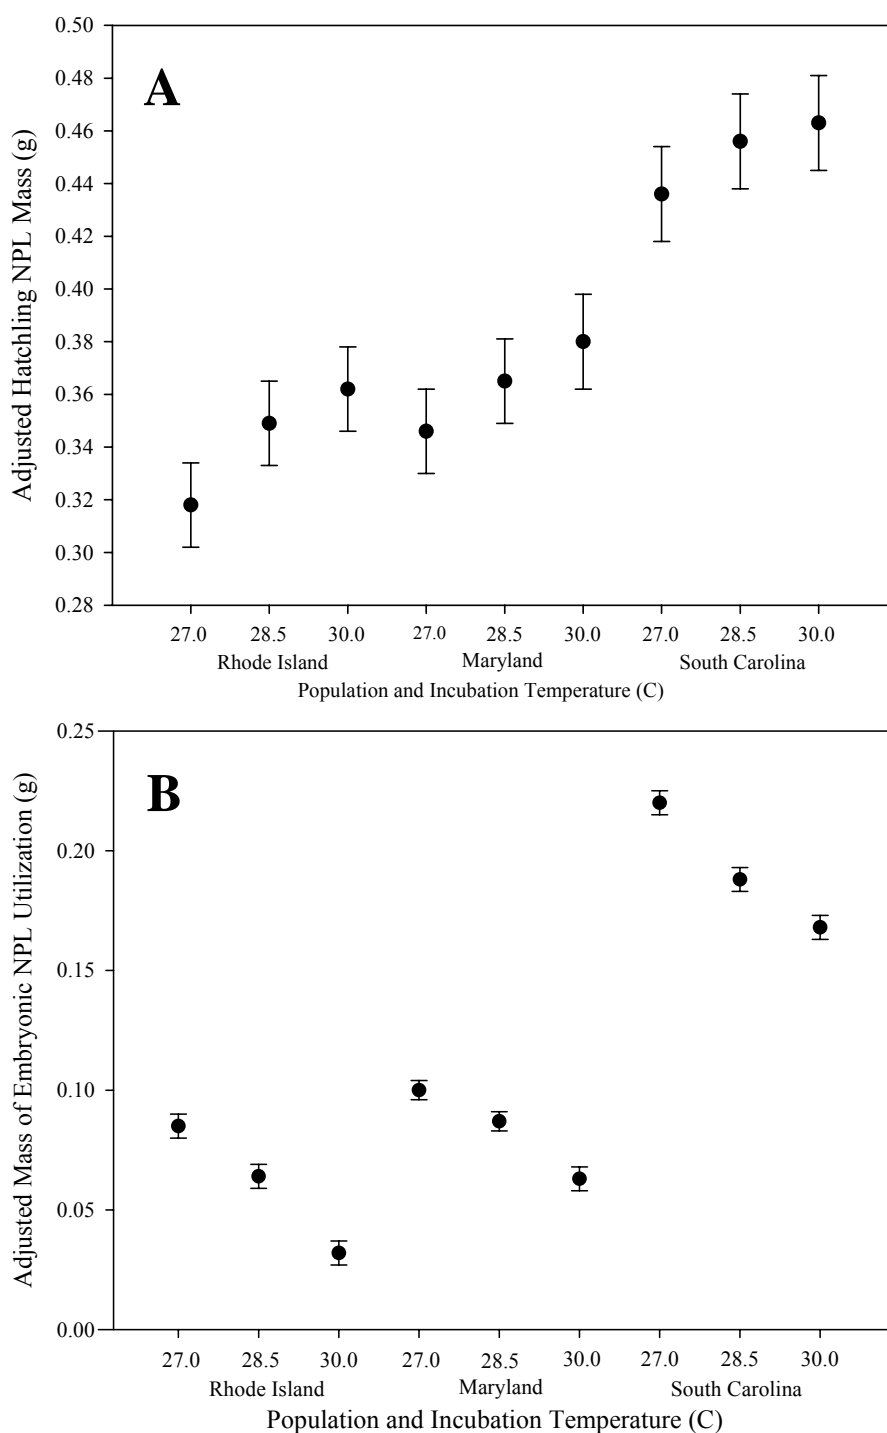 A
Adjusted Hatchling NPL Mass (g)
0.50
0.48
0.46
0.44
0.42
0.40
0.38
0.36
0.34
0.32
0.30
0.28
27.0 28.5 30.0 27.0 28.5 30.0 27.0 28.5 30.0
Rhode Island Maryland South Carolina
Population and Incubation Temperature (C)
B
Adjusted Mass of Embryonic NPL Utilization (g)
0.25
0.20
0.15
0.10
0.05
0.00
27.0 28.5 30.0 27.0 28.5 30.0 27.0 28.5 30.0
Rhode Island Maryland South Carolina
Population and Incubation Temperature (C)